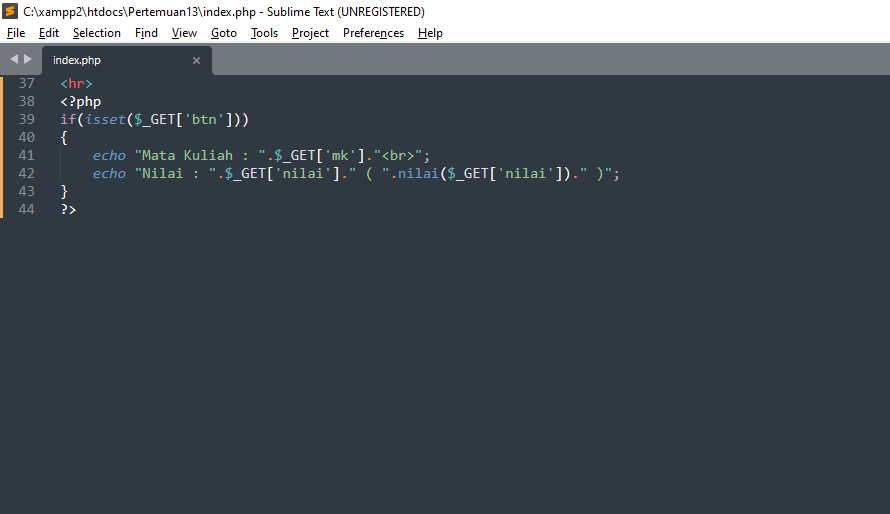 C:\xampp2\htdocs\Pertemuan13\index.php - Sublime Text (UNREGISTERED)
File Edit Selection Find View Goto Tools Project Preferences Help
index.php
37 <hr>
38 <?php
39 if(isset($_GET['btn']))
40 {
41     echo "Mata Kuliah : ".$_GET['mk']."<br>";
42     echo "Nilai : ".$_GET['nilai']." ( ".nilai($_GET['nilai'])." )";
43 }
44 ?>